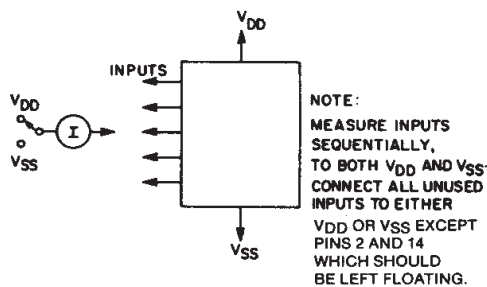 VDD
INPUTS
VDD
I
VSS
VSS
NOTE:
MEASURE INPUTS
SEQUENTIALLY,
TO BOTH VDD AND VSS.
CONNECT ALL UNUSED
INPUTS TO EITHER
VDD OR VSS EXCEPT
PINS 2 AND 14
WHICH SHOULD
BE LEFT FLOATING.